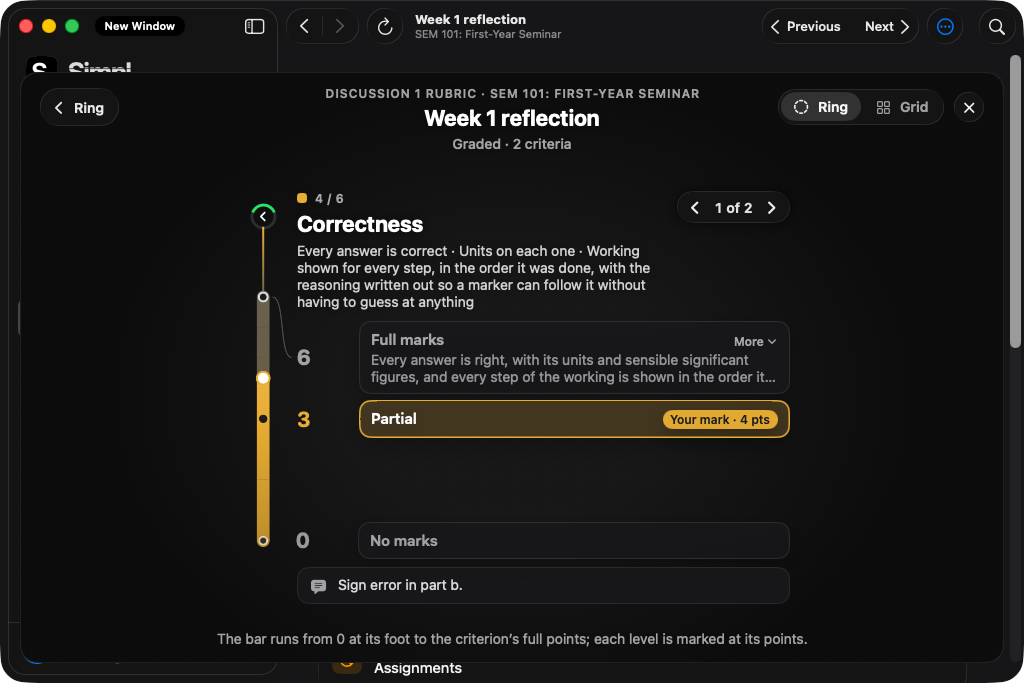 New Window
Week 1 reflection
SEM 101: First-Year Seminar
Previous
Next
DISCUSSION 1 RUBRIC · SEM 101: FIRST-YEAR SEMINAR
Ring
Week 1 reflection
Ring
Grid
Graded · 2 criteria
4 / 6
1 of 2
Correctness
Every answer is correct · Units on each one · Working
shown for every step, in the order it was done, with the
reasoning written out so a marker can follow it without
having to guess at anything
6
Full marks
More
Every answer is right, with its units and sensible significant
figures, and every step of the working is shown in the order it...
3
Partial
Your mark · 4 pts
0
No marks
Sign error in part b.
The bar runs from 0 at its foot to the criterion's full points; each level is marked at its points.
Assignments